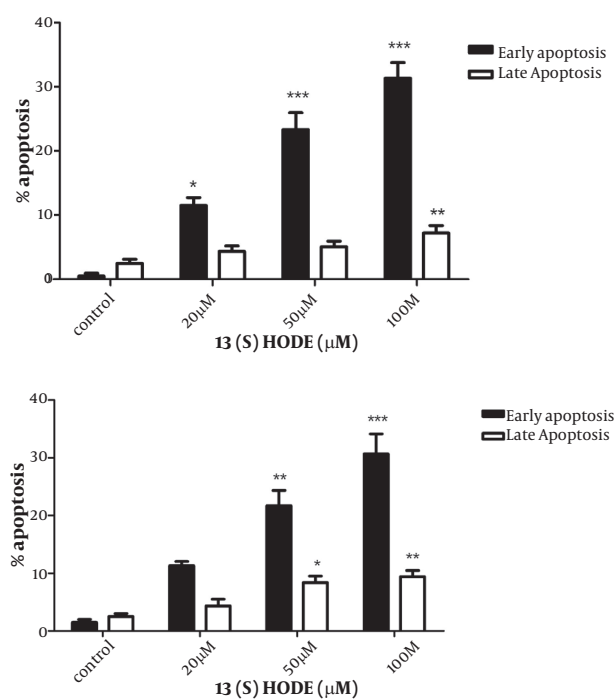 40
30
20
10
0
% apoptosis
***
***
*
**
Early apoptosis
Late Apoptosis
control
20μM
50μM
100M
13 (S) HODE (μM)
40
30
20
10
0
% apoptosis
***
**
*
**
Early apoptosis
Late Apoptosis
control
20μM
50μM
100M
13 (S) HODE (μM)